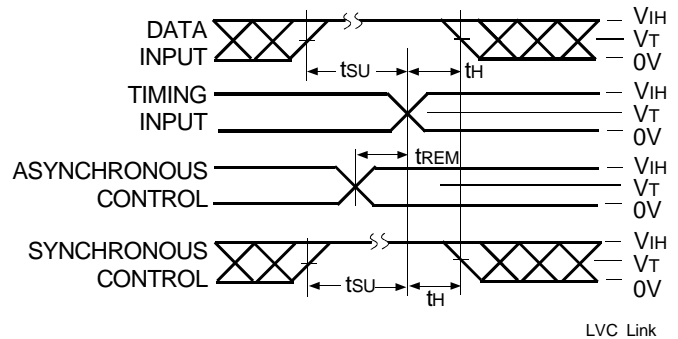 DATA
INPUT
VIH
VT
0V
tSU
tH
TIMING
INPUT
VIH
VT
0V
tREM
ASYNCHRONOUS
CONTROL
VIH
VT
0V
SYNCHRONOUS
CONTROL
VIH
VT
0V
tSU
tH
LVC Link